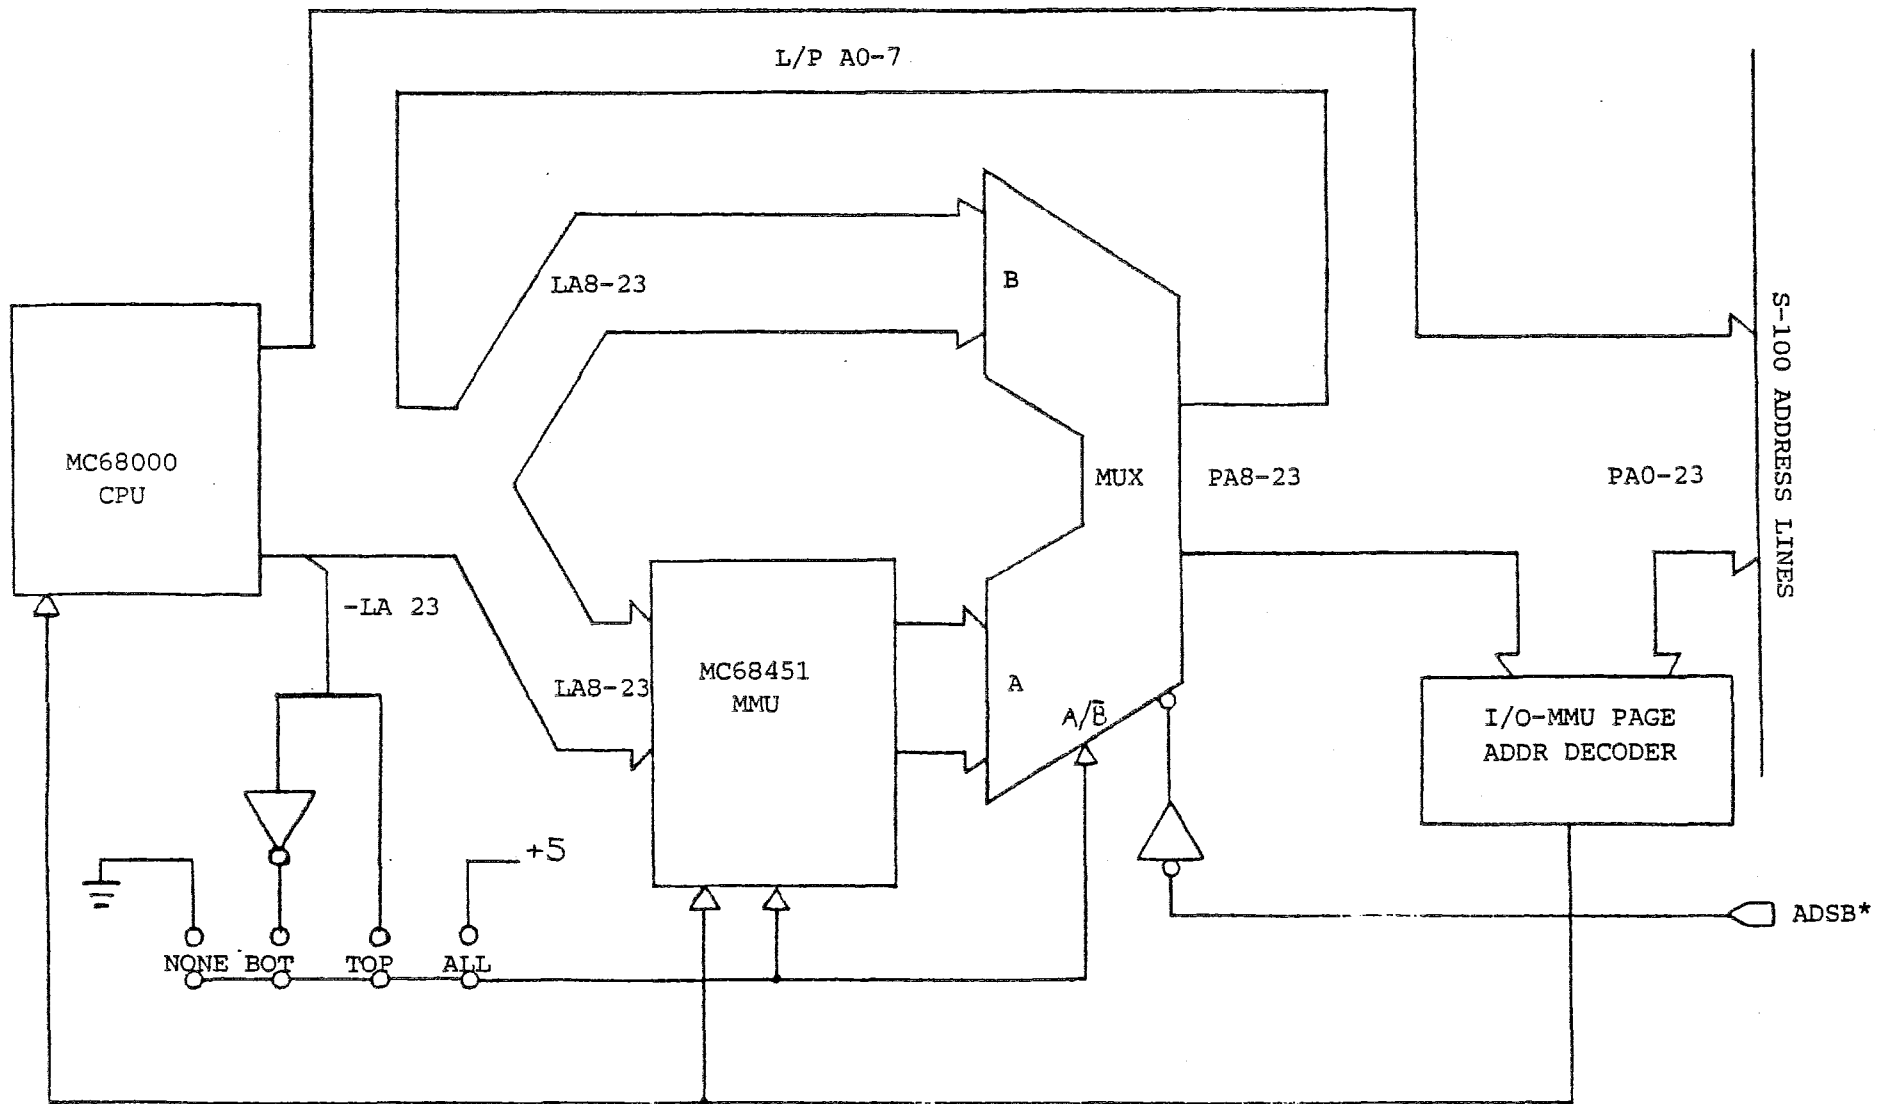 L/P A0-7
LA8-23
B
S-100 ADDRESS LINES
MC68000
CPU
MUX
PA8-23
PA0-23
-LA 23
LA8-23
MC68451
MMU
A
A/B̅
I/O-MMU PAGE
ADDR DECODER
+5
ADSB*
NONE BOT TOP ALL